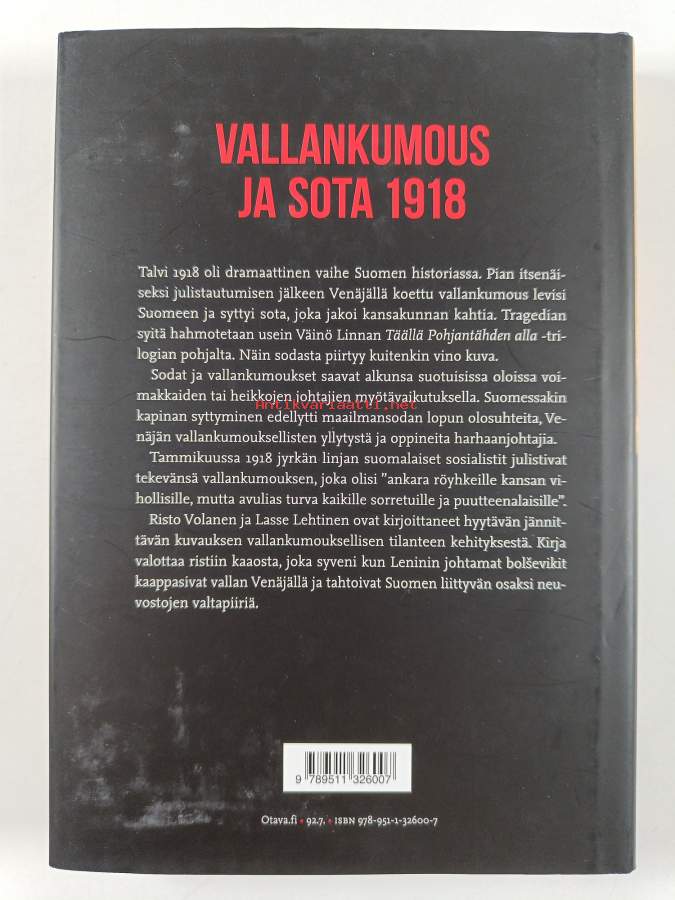 VALLANKUMOUS
JA SOTA 1918
Talvi 1918 oli dramaattinen vaihe Suomen historiassa. Pian itsenäi-
seksi julistautumisen jälkeen Venäjällä koettu vallankumous levisi
Suomeen ja syttyi sota, joka jakoi kansakunnan kahtia. Tragedian
syitä hahmotetaan usein Väinö Linnan Täällä Pohjantähden alla -tri-
logian pohjalta. Näin sodasta piirtyy kuitenkin vino kuva.
Sodat ja vallankumoukset saavat alkunsa suotuisissa oloissa voi-
makkaiden tai heikkojen johtajien myötävaikutuksella. Suomessakin
Antikvariaatti.net
kapinan syttyminen edellytti maailmansodan lopun olosuhteita, Ve-
näjän vallankumouksellisten yllytystä ja oppineita harhaanjohtajia.
Tammikuussa 1918 jyrkän linjan suomalaiset sosialistit julistivat
tekevänsä vallankumouksen, joka olisi ”ankara röyhkeille kansan vi-
hollisille, mutta avulias turva kaikille sorretuille ja puutteenalaisille”.
Risto Volanen ja Lasse Lehtinen ovat kirjoittaneet hyytävän jännit-
tävän kuvauksen vallankumouksellisen tilanteen kehityksestä. Kirja
valottaa ristiin kaaosta, joka syveni kun Leninin johtamat bolševikit
kaappasivat vallan Venäjällä ja tahtoivat Suomen liittyvän osaksi neu-
vostojen valtapiiriä.
9 789511 326007
Otava.fi • 92.7. • ISBN 978-951-1-32600-7